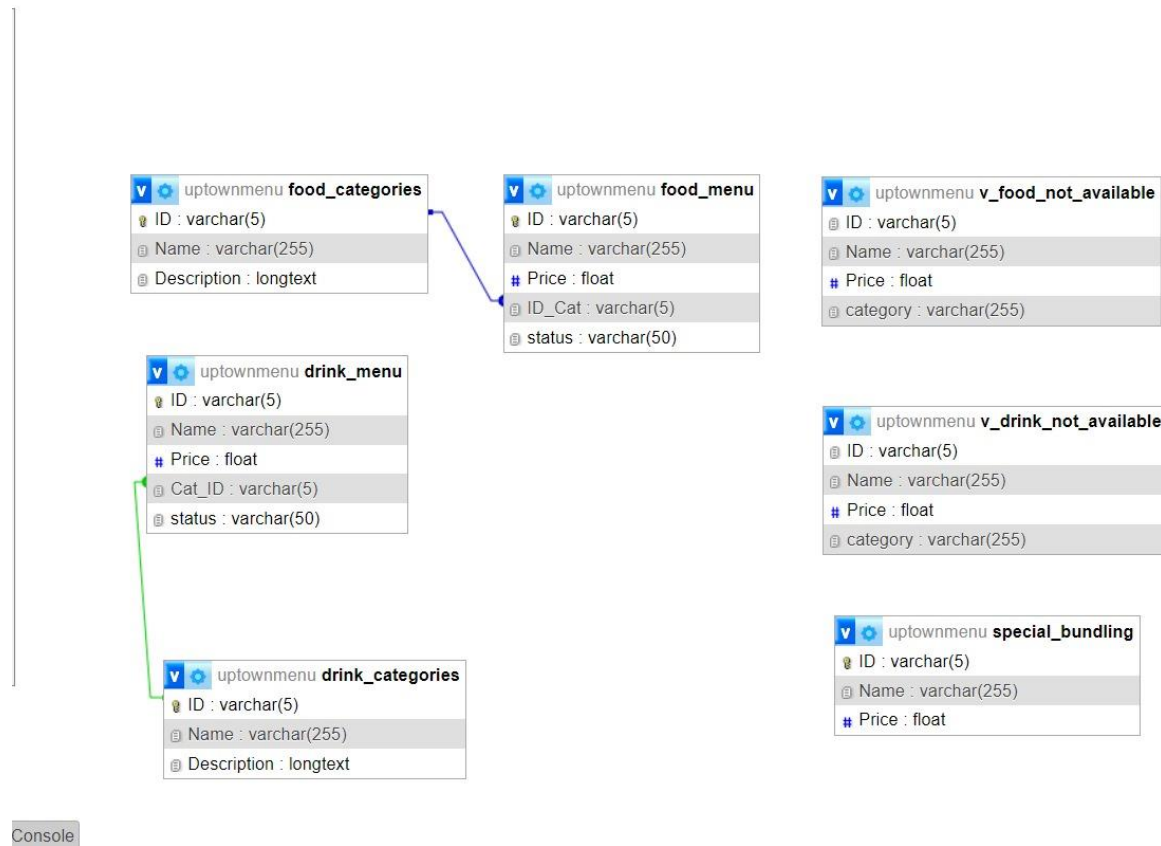 uptownmenu food_categories
ID : varchar(5)
Name : varchar(255)
Description : longtext
uptownmenu food_menu
ID : varchar(5)
Name : varchar(255)
# Price : float
ID_Cat : varchar(5)
status : varchar(50)
uptownmenu v_food_not_available
ID : varchar(5)
Name : varchar(255)
# Price : float
category : varchar(255)
uptownmenu drink_menu
ID : varchar(5)
Name : varchar(255)
# Price : float
Cat_ID : varchar(5)
status : varchar(50)
uptownmenu v_drink_not_available
ID : varchar(5)
Name : varchar(255)
# Price : float
category : varchar(255)
uptownmenu drink_categories
ID : varchar(5)
Name : varchar(255)
Description : longtext
uptownmenu special_bundling
ID : varchar(5)
Name : varchar(255)
# Price : float
Console